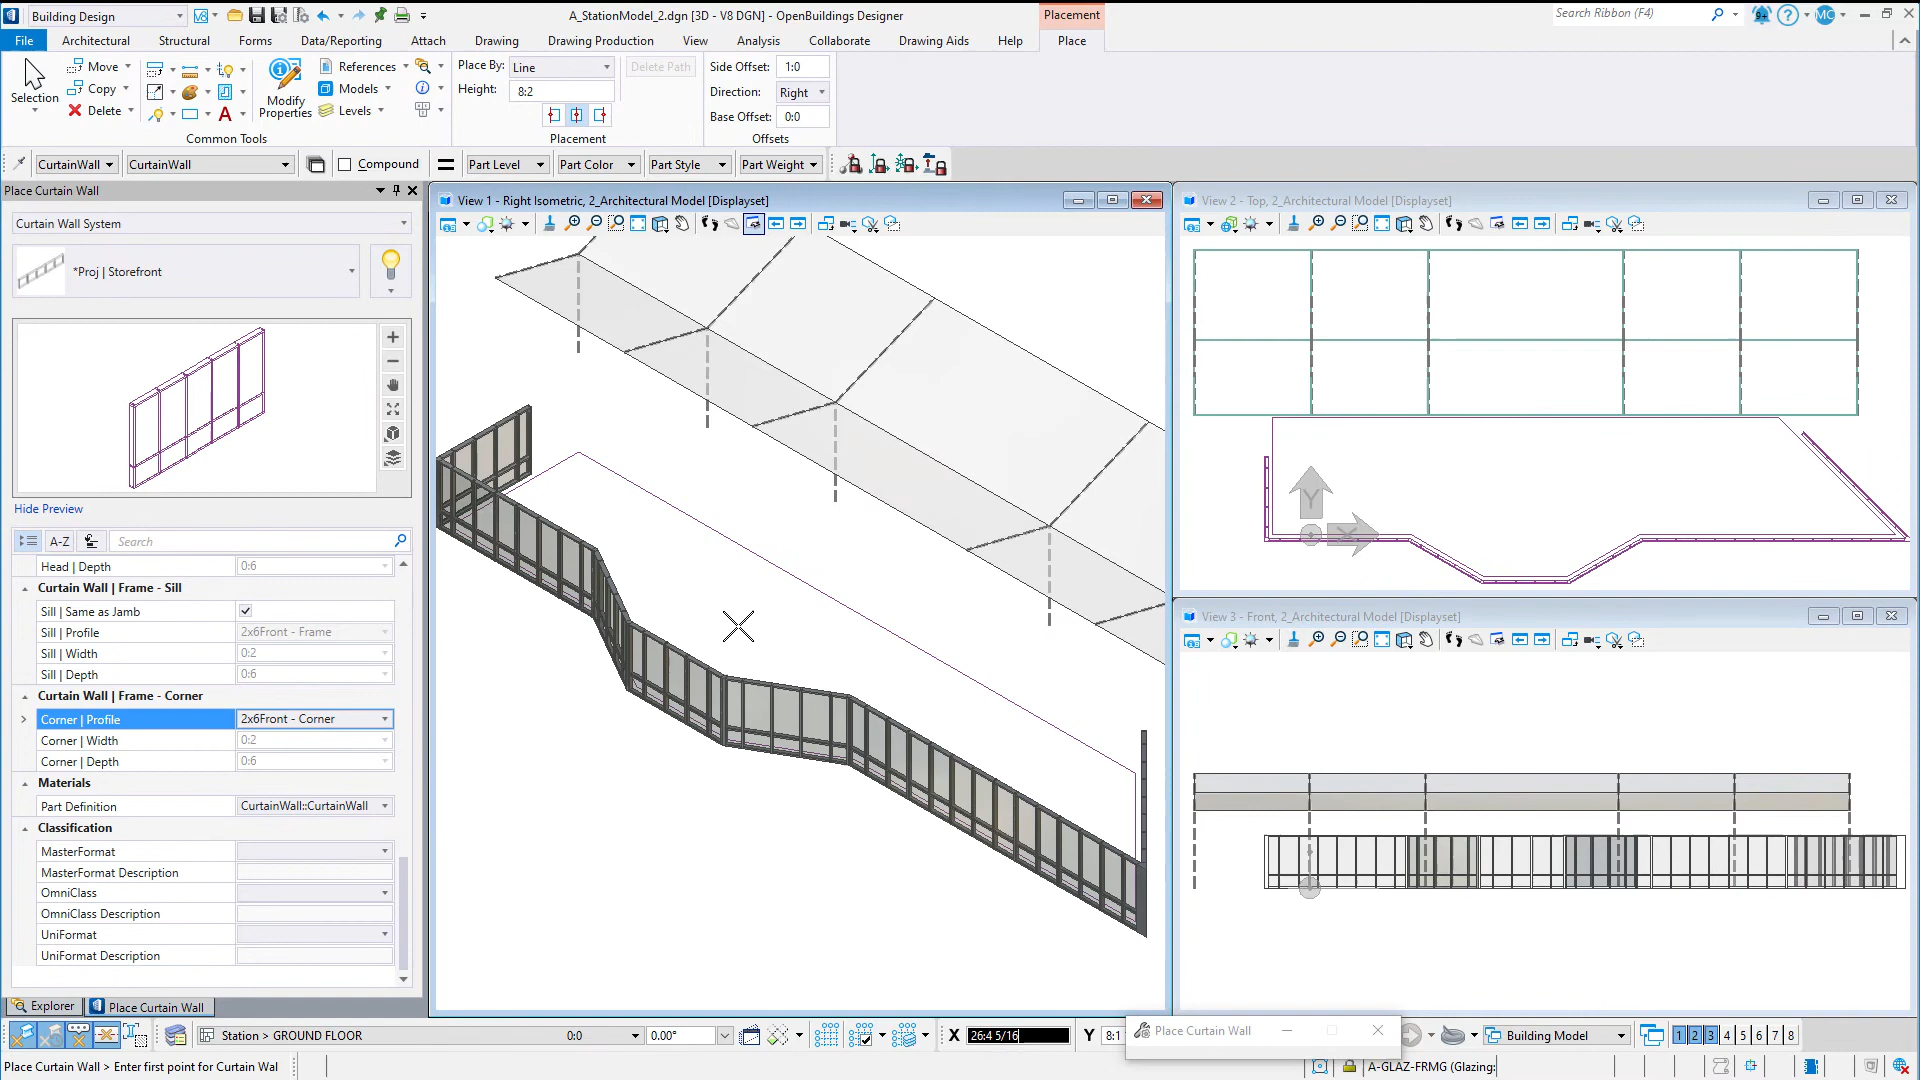 Building Design
A_StationModel_2.dgn [3D - V8 DGN] - OpenBuildings Designer
Placement
Search Ribbon (F4)
9+
MC
File
Architectural
Structural
Forms
Data/Reporting
Attach
Drawing
Drawing Production
View
Analysis
Collaborate
Drawing Aids
Help
Place
Selection
Move
Copy
Delete
Modify
Properties
References
Models
Levels
Common Tools
Place By: Line
Height: 8:2
Delete Path
Placement
Side Offset: 1:0
Direction: Right
Base Offset: 0:0
Offsets
CurtainWall
CurtainWall
Compound
Part Level
Part Color
Part Style
Part Weight
Place Curtain Wall
Curtain Wall System
*Proj | Storefront
Hide Preview
A-Z
Search
Head | Depth 0:6
Curtain Wall | Frame - Sill
Sill | Same as Jamb
Sill | Profile 2x6Front - Frame
Sill | Width 0:2
Sill | Depth 0:6
Curtain Wall | Frame - Corner
Corner | Profile 2x6Front - Corner
Corner | Width 0:2
Corner | Depth 0:6
Materials
Part Definition CurtainWall::CurtainWall
Classification
MasterFormat
MasterFormat Description
OmniClass
OmniClass Description
UniFormat
UniFormat Description
Explorer
Place Curtain Wall
View 1 - Right Isometric, 2_Architectural Model [Displayset]
View 2 - Top, 2_Architectural Model [Displayset]
Y
X
View 3 - Front, 2_Architectural Model [Displayset]
Station > GROUND FLOOR 0:0
0.00°
X 26:4 5/16
Y 8:1
Place Curtain Wall
Building Model
1 2 3 4 5 6 7 8
Place Curtain Wall > Enter first point for Curtain Wal
A-GLAZ-FRMG (Glazing: